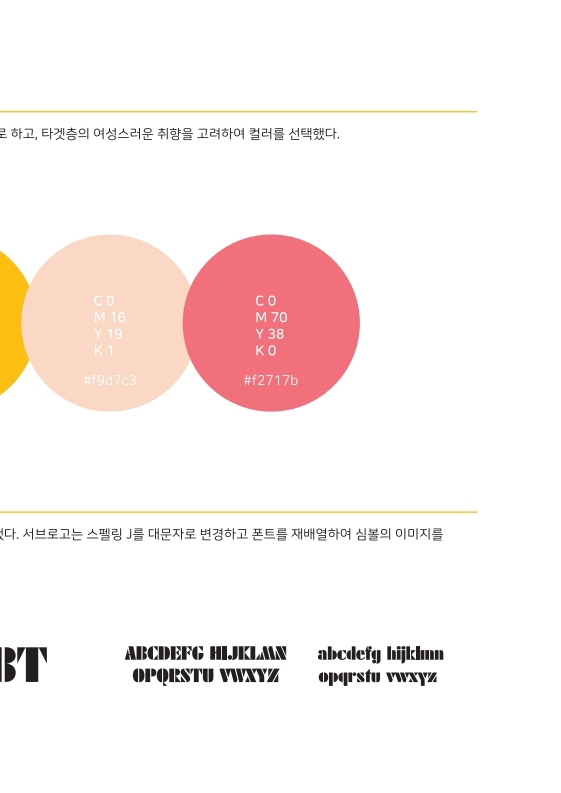 로 하고, 타겟층의 여성스러운 취향을 고려하여 컬러를 선택했다.
C 0
M 16
Y 19
K 1
#f9d7c3
C 0
M 70
Y 38
K 0
#f2717b
다. 서브로고는 스펠링 J를 대문자로 변경하고 폰트를 재배열하여 심볼의 이미지를
BT
ABCDEFG HIJKLMN
OPQRSTU VWXYZ
abcdefg hijklmn
opqrstu vwxyz